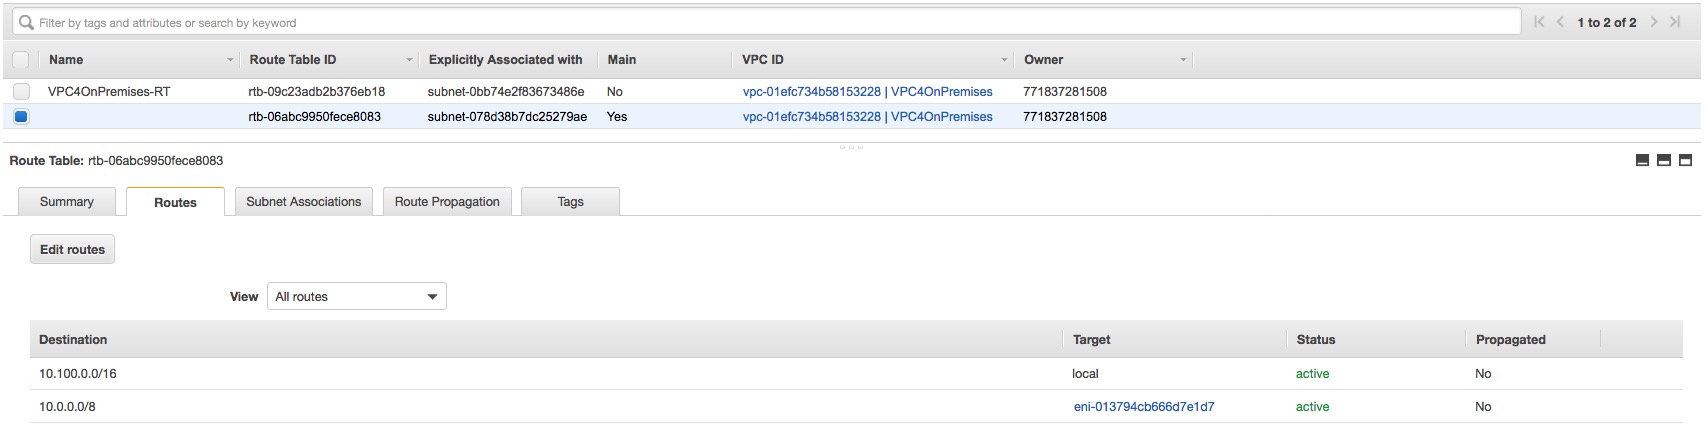 Filter by tags and attributes or search by keyword 1 to 2 of 2
Name Route Table ID Explicitly Associated with Main VPC ID Owner
VPC4OnPremises-RT rtb-09c23adb2b376eb18 subnet-0bb74e2f83673486e No vpc-01efc734b58153228 | VPC4OnPremises 771837281508
rtb-06abc9950fece8083 subnet-078d38b7dc25279ae Yes vpc-01efc734b58153228 | VPC4OnPremises 771837281508
Route Table: rtb-06abc9950fece8083
Summary Routes Subnet Associations Route Propagation Tags
Edit routes
View All routes
Destination Target Status Propagated
10.100.0.0/16 local active No
10.0.0.0/8 eni-013794cb666d7e1d7 active No